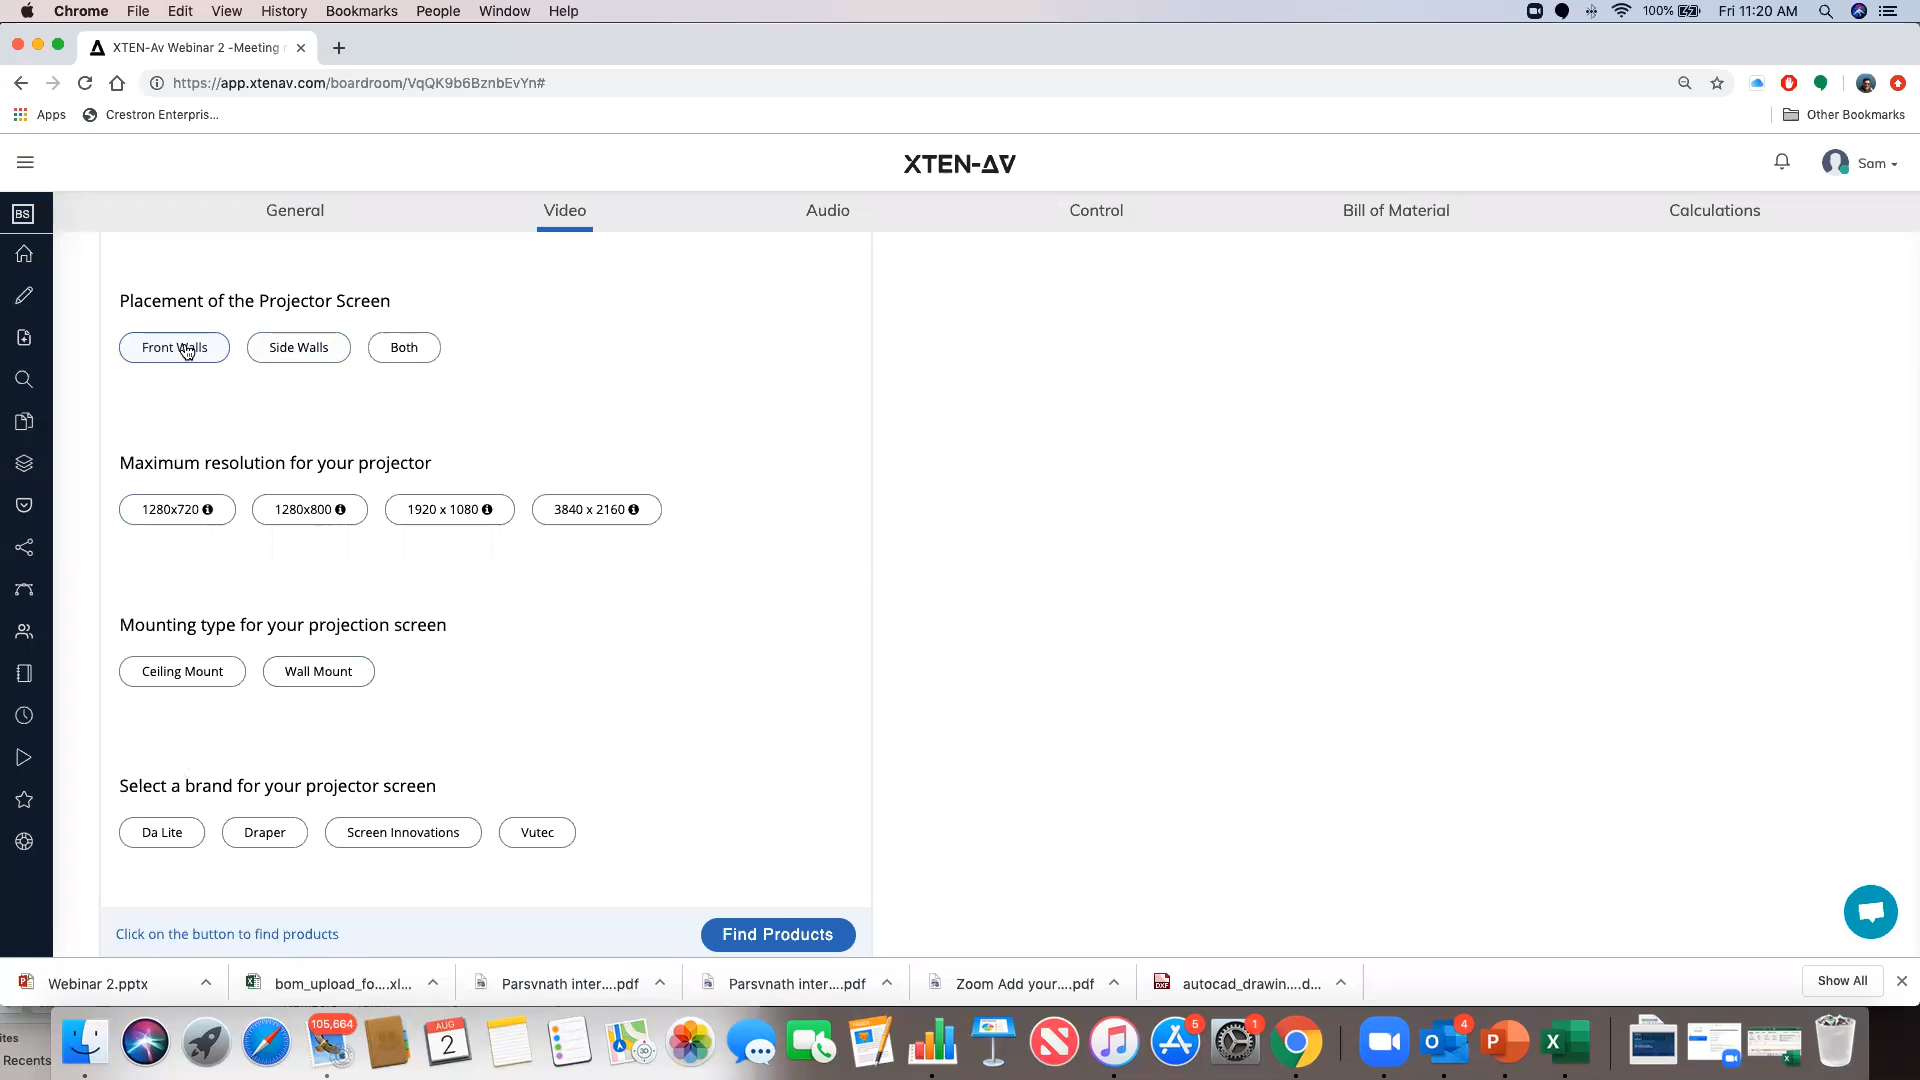 Chrome File Edit View History Bookmarks People Window Help 100% Fri 11:20 AM
XTEN-Av Webinar 2 -Meeting
https://app.xtenav.com/boardroom/VqQK9b6BznbEvYn#
Apps Crestron Enterpris... Other Bookmarks
XTEN-AV Sam
BS General Video Audio Control Bill of Material Calculations
Placement of the Projector Screen
Front Walls Side Walls Both
Maximum resolution for your projector
1280x720 1280x800 1920 x 1080 3840 x 2160
Mounting type for your projection screen
Ceiling Mount Wall Mount
Select a brand for your projector screen
Da Lite Draper Screen Innovations Vutec
Click on the button to find products Find Products
Webinar 2.pptx bom_upload_fo....xl... Parsvnath inter....pdf Parsvnath inter....pdf Zoom Add your....pdf autocad_drawin....d... Show All
105,664 AUG 2 5 1 4
Recents